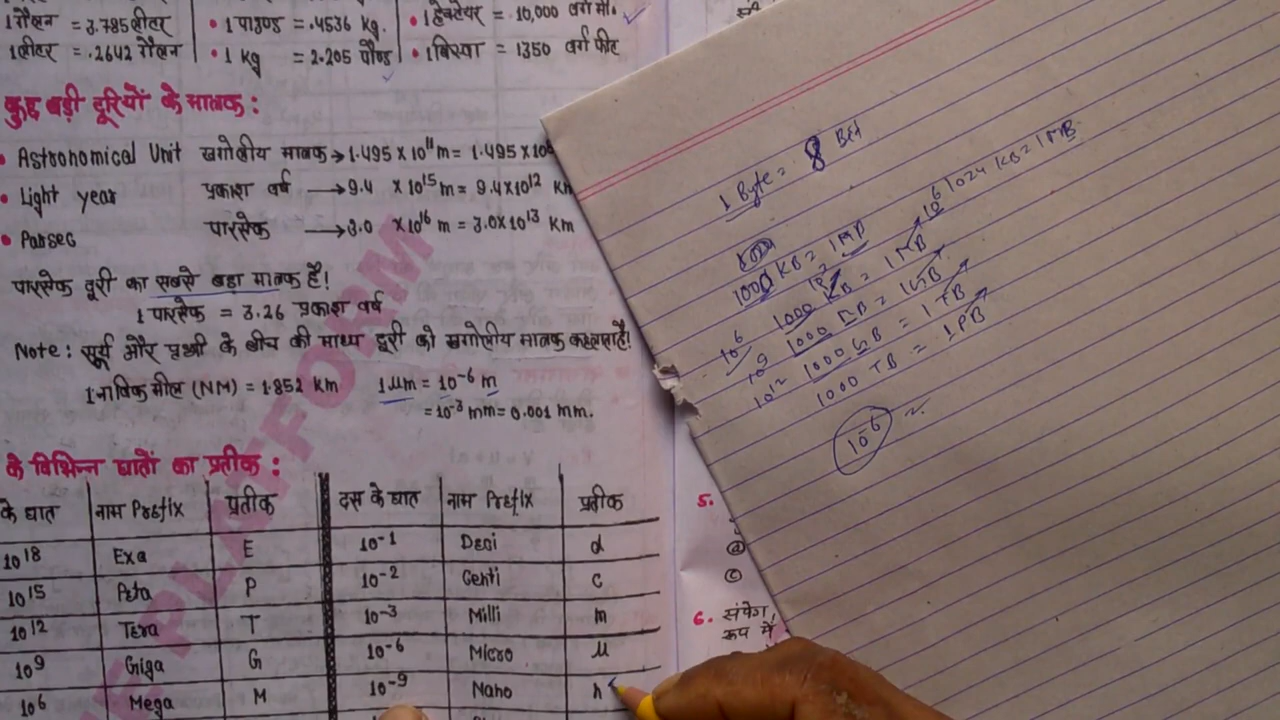 1 गैलन = 3.785 लीटर
1 लीटर = .2642 गैलन
• 1 पाउण्ड = .4536 kg.
• 1 kg = 2.205 पौण्ड
• 1 हेक्टेयर = 10,000 वर्ग मी.
• 1 बिस्वा = 1350 वर्ग फीट
कुछ बड़ी दूरियों के मात्रक :
• Astronomical Unit खगोलीय मात्रक → 1.495 x 10¹¹ m = 1.495 x 10⁸
• Light year प्रकाश वर्ष → 9.4 x 10¹⁵ m = 9.4x10¹² Km
• Parsec पारसेक → 3.0 x 10¹⁶ m = 3.0x10¹³ Km
पारसेक दूरी का सबसे बड़ा मात्रक है!
1 पारसेक = 3.26 प्रकाश वर्ष
Note: सूर्य और पृथ्वी के बीच की माध्य दूरी को खगोलीय मात्रक कहलाता है!
1 नाविक मील (NM) = 1.852 km 1 μm = 10⁻⁶ m
= 10⁻³ mm = 0.001 mm.
के विभिन्न घातों का प्रतीक :
के घात नाम Prefix प्रतीक दस के घात नाम Prefix प्रतीक
10¹⁸ Exa E 10⁻¹ Desi d
10¹⁵ Peta P 10⁻² Centi c
10¹² Tera T 10⁻³ Milli m
10⁹ Giga G 10⁻⁶ Micro μ
10⁶ Mega M 10⁻⁹ Nano n
1 Byte = 8 Bit
1000 KB = 1 MB
10⁶ 1024 KB = 1 MB
10⁶ 1000 KB = 1 MB
10⁹ 1000 MB = 1 GB
10¹² 1000 GB = 1 TB
1000 TB = 1 PB
10⁻⁶
5.
a
c
6. संवेग
रूप में
PLATFORM